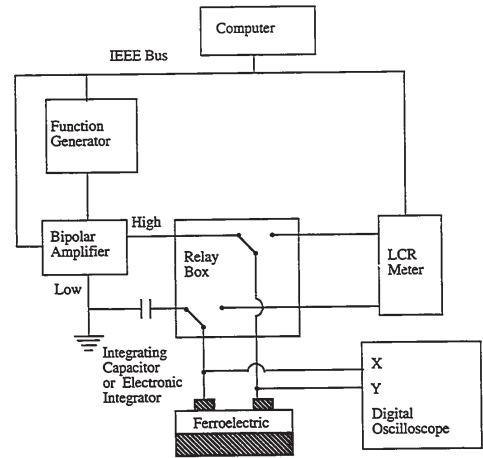 Computer
IEEE Bus
Function
Generator
High
Bipolar
Amplifier
Relay
Box
LCR
Meter
Low
Integrating
Capacitor
or Electronic
Integrator
X
Y
Digital
Oscilloscope
Ferroelectric